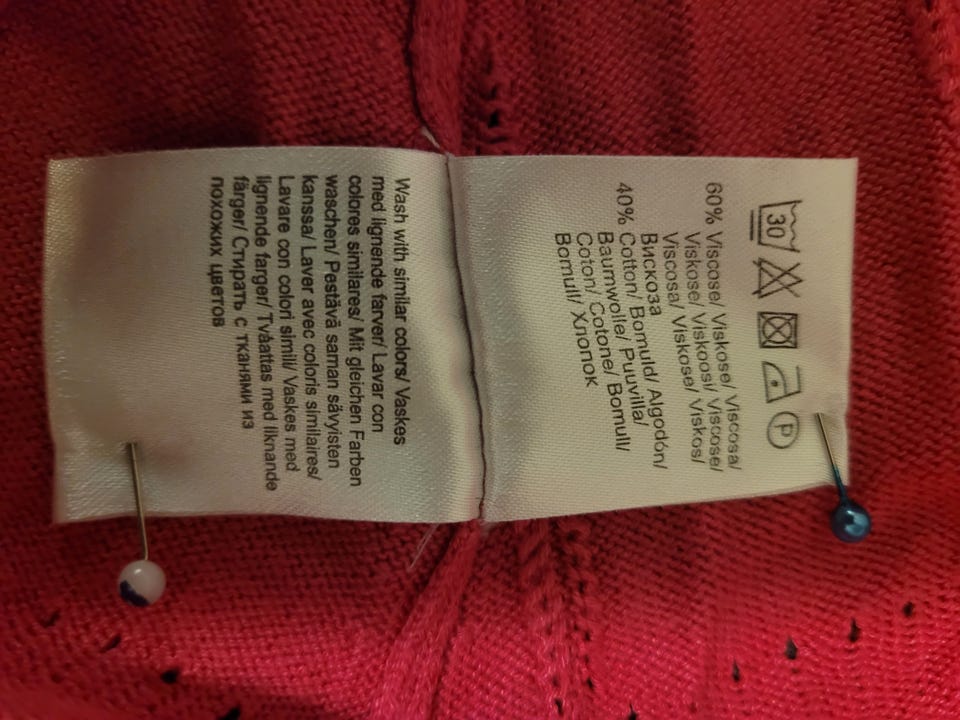 30
P
60% Viscose/ Viskose/ Viscosa/
Viskose/ Viskoosi/ Viscose/
Viscosa/ Viskose/ Viskos/
Вискоза
40% Cotton/ Bomuld/ Algodón/
Baumwolle/ Puuvilla/
Coton/ Cotone/ Bomull/
Bomull/ Хлопок
Wash with similar colors/ Vaskes
med lignende farver/ Lavar con
colores similares/ Mit gleichen Farben
waschen/ Pestävä saman sävyisten
kanssa/ Laver avec coloris similaires/
Lavare con colori simili/ Vaskes med
lignende farger/ Tvåattas med liknande
färger/ Стирать с тканями из
похожих цветов